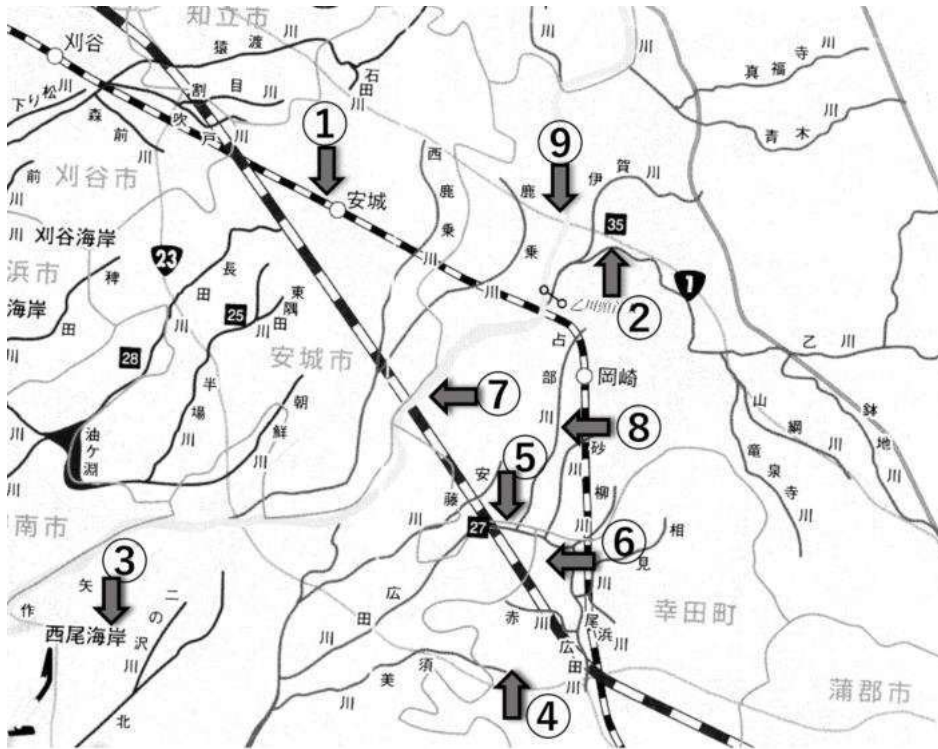 知立市
刈谷
猿渡川
石田川
下り松川
割目川
吹戸川
森前川
前川
刈谷市
①
安城
西鹿乗川
鹿乗川
⑨
伊賀川
真福寺川
青木川
川
35
②
乙川
1
乙川
刈谷海岸
浜市
海岸
稗田川
23
長田川
28
25
東隅田川
半場川
安城市
朝鮮川
油ケ淵
川
川
南市
⑦
占部川
岡崎
⑧
砂川
柳川
山綱川
竜泉寺川
鉢地川
⑤
安藤川
27
⑥
相見川
③
矢作
西尾海岸
二の沢川
北
広田川
赤川
尾浜川
広田川
須美川
④
幸田町
蒲郡市